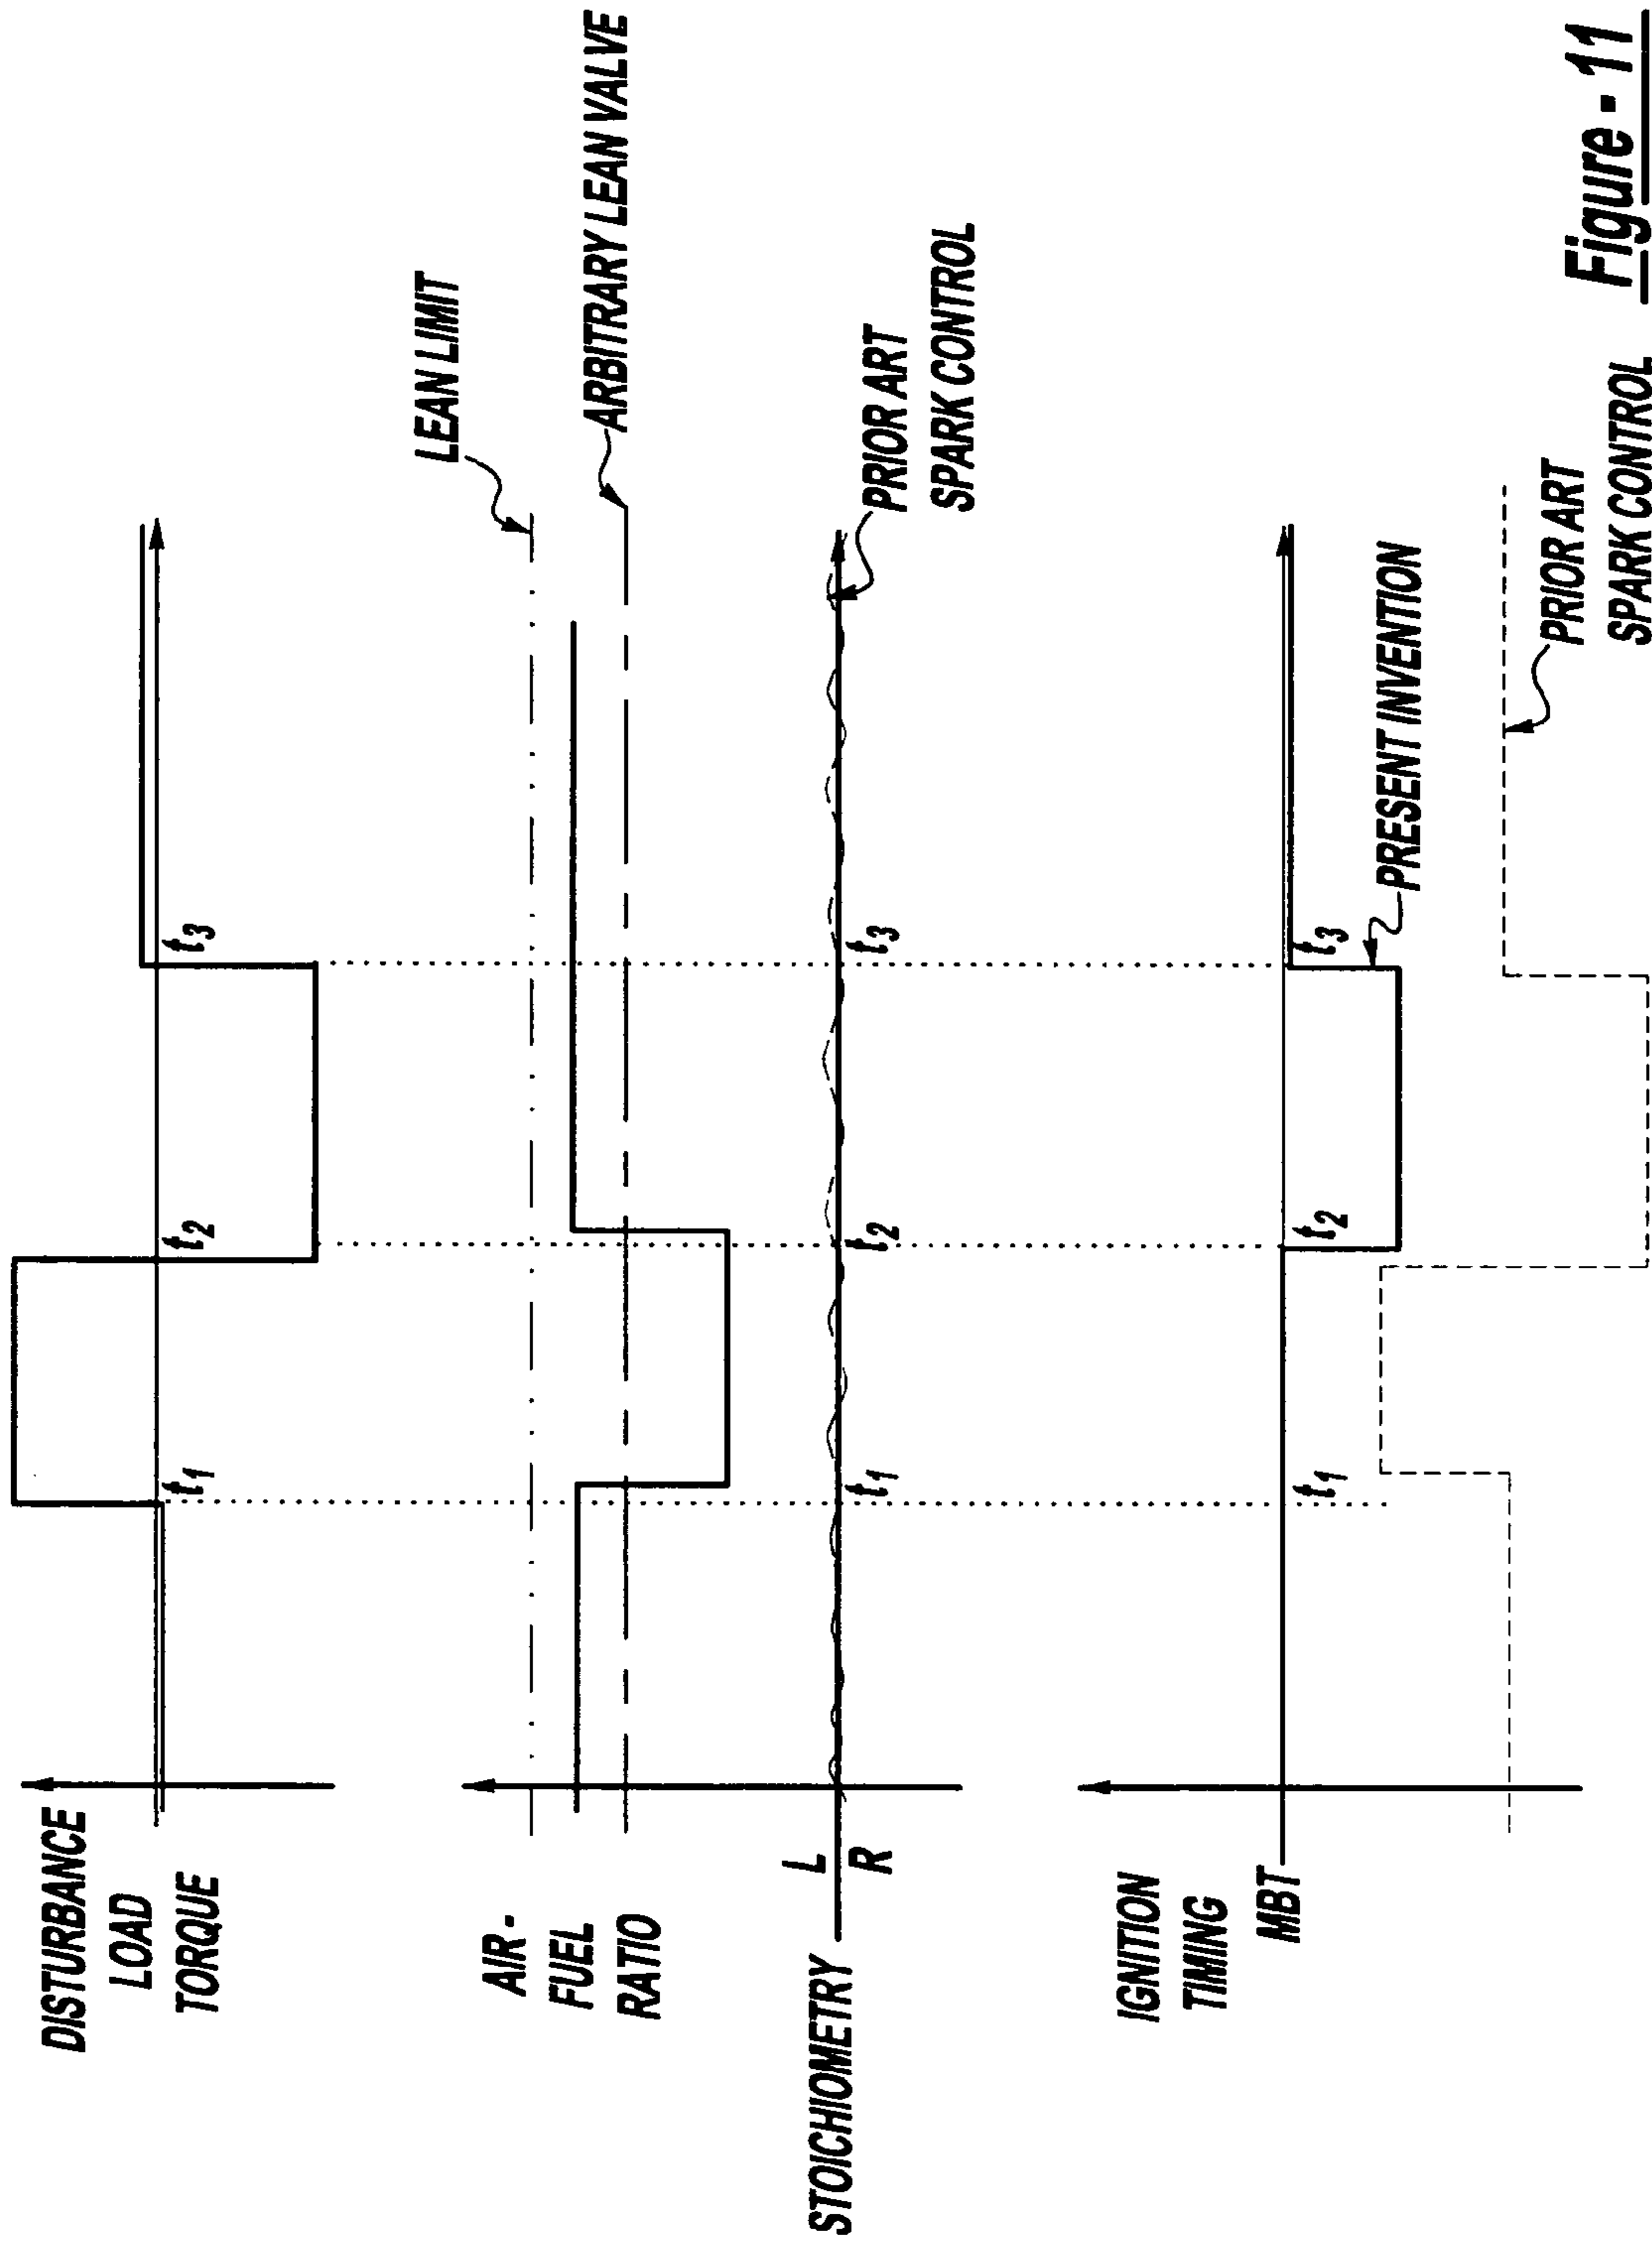 DISTURBANCE
LOAD
TORQUE
t1
t2
t3
AIR-
FUEL
RATIO
LEAN LIMIT
ARBITRARY LEAN VALVE
STOICHIOMETRY
L
R
t1
t2
t3
PRIOR ART
SPARK CONTROL
IGNITION
TIMING
MBT
t1
t2
t3
PRESENT INVENTION
PRIOR ART
SPARK CONTROL
Figure - 11